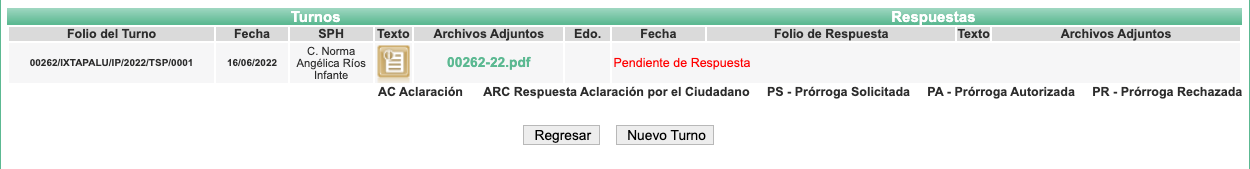 Turnos Respuestas
Folio del Turno Fecha SPH Texto Archivos Adjuntos Edo. Fecha Folio de Respuesta Texto Archivos Adjuntos
00262/IXTAPALU/IP/2022/TSP/0001 16/06/2022 C. Norma
Angélica Ríos
Infante 00262-22.pdf Pendiente de Respuesta
AC Aclaración ARC Respuesta Aclaración por el Ciudadano PS - Prórroga Solicitada PA - Prórroga Autorizada PR - Prórroga Rechazada
Regresar Nuevo Turno